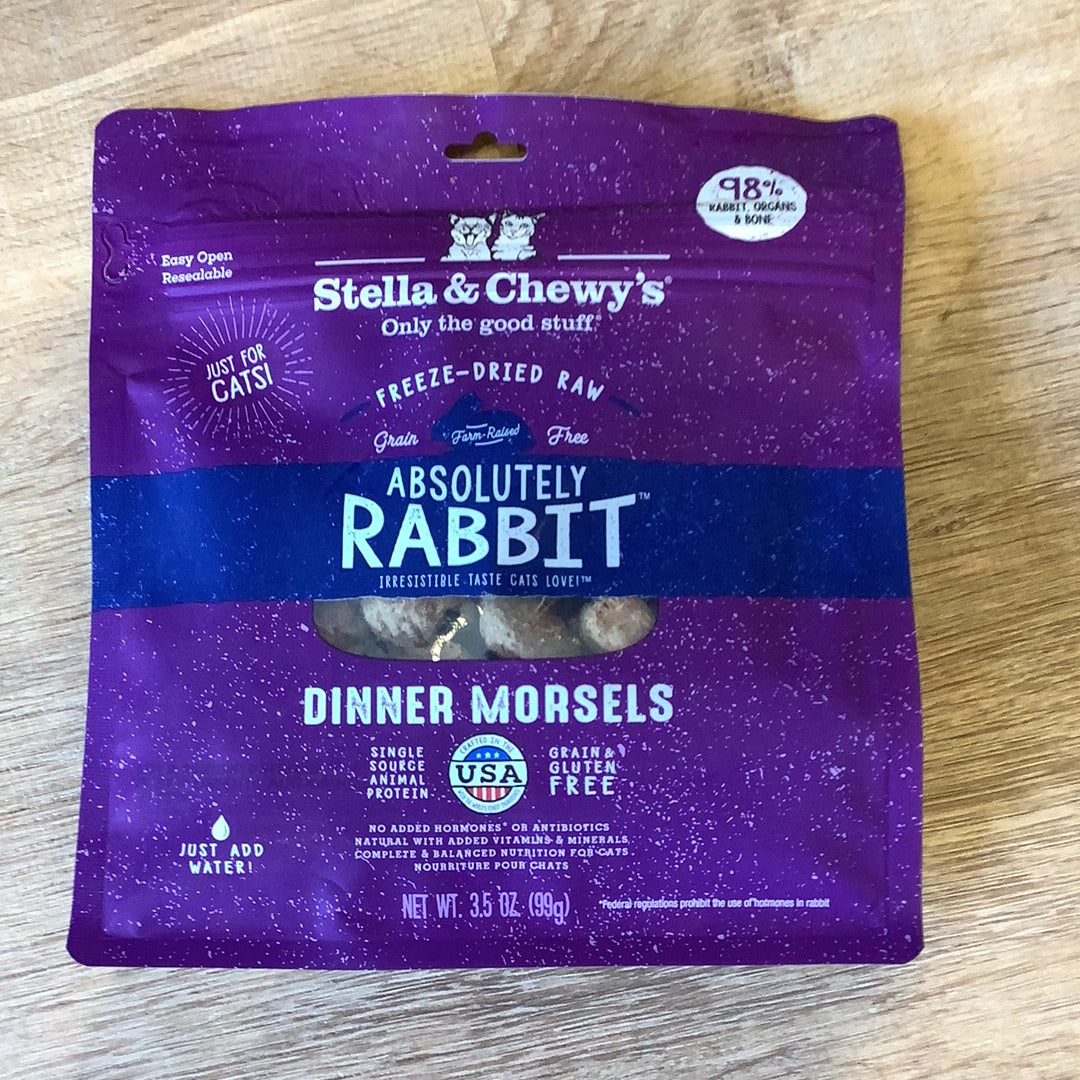 98%
RABBIT, ORGANS
& BONE
Easy Open
Resealable
Stella & Chewy's®
Only the good stuff®
JUST FOR
CATS!
FREEZE-DRIED RAW
Grain Farm-Raised Free
ABSOLUTELY
RABBIT™
IRRESISTIBLE TASTE CATS LOVE!™
DINNER MORSELS
SINGLE
SOURCE
ANIMAL
PROTEIN
CRAFTED IN THE
USA
GRAIN &
GLUTEN
FREE
NO ADDED HORMONES* OR ANTIBIOTICS
NATURAL WITH ADDED VITAMINS & MINERALS
COMPLETE & BALANCED NUTRITION FOR CATS
NOURRITURE POUR CHATS
JUST ADD
WATER!
NET WT. 3.5 OZ. (99g)
*Federal regulations prohibit the use of hormones in rabbit